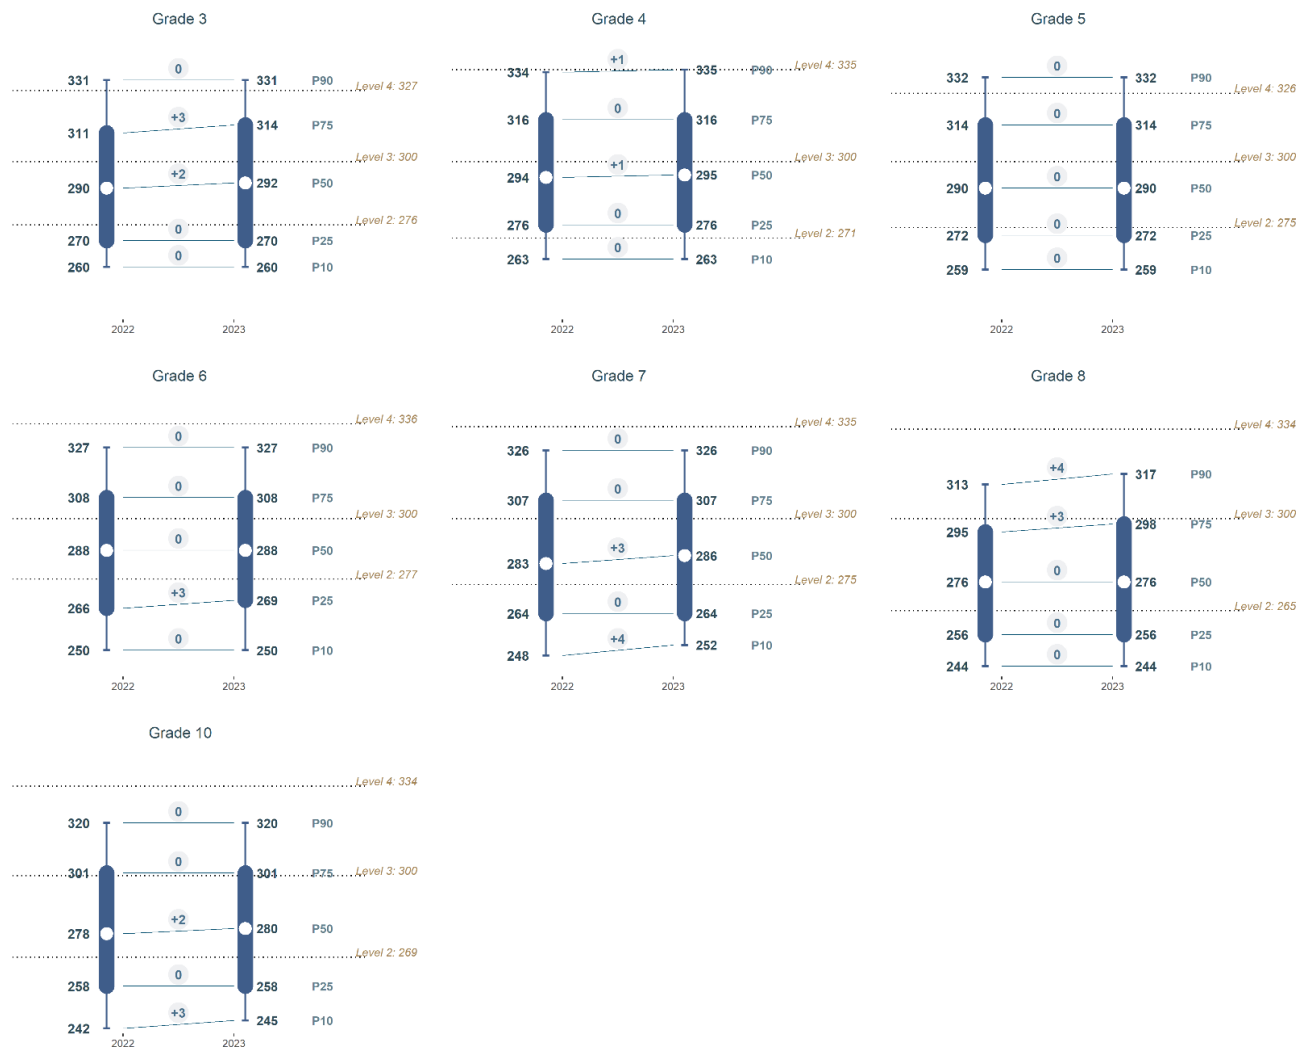 Grade 3
0
331 331 P90
Level 4: 327
+3
311 314 P75
Level 3: 300
+2
290 292 P50
Level 2: 276
0
270 270 P25
0
260 260 P10
2022 2023
Grade 4
+1
Level 4: 335
334 335 P90
0
316 316 P75
Level 3: 300
+1
294 295 P50
0
276 276 P25
Level 2: 271
0
263 263 P10
2022 2023
Grade 5
0
332 332 P90
Level 4: 326
0
314 314 P75
Level 3: 300
0
290 290 P50
Level 2: 275
0
272 272 P25
0
259 259 P10
2022 2023
Grade 6
Level 4: 336
0
327 327 P90
0
308 308 P75
Level 3: 300
0
288 288 P50
Level 2: 277
+3
266 269 P25
0
250 250 P10
2022 2023
Grade 7
Level 4: 335
0
326 326 P90
0
307 307 P75
Level 3: 300
+3
283 286 P50
Level 2: 275
0
264 264 P25
+4
248 252 P10
2022 2023
Grade 8
Level 4: 334
+4
313 317 P90
Level 3: 300
+3
295 298 P75
0
276 276 P50
Level 2: 265
0
256 256 P25
0
244 244 P10
2022 2023
Grade 10
Level 4: 334
0
320 320 P90
0
301 301 P75
Level 3: 300
+2
278 280 P50
Level 2: 269
0
258 258 P25
+3
242 245 P10
2022 2023